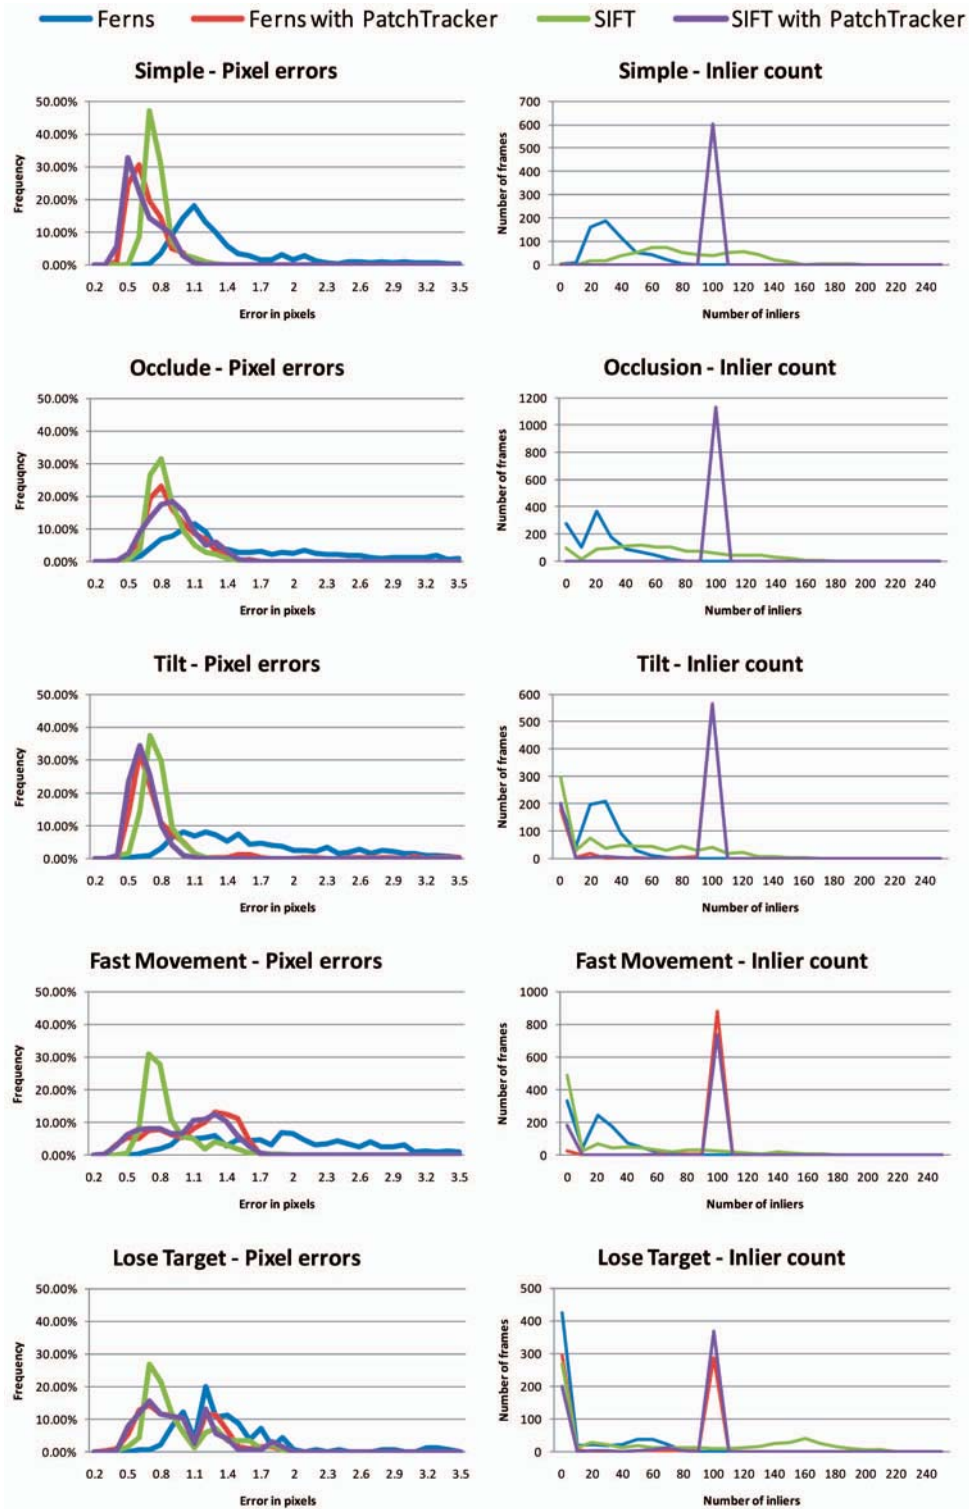 Ferns Ferns with PatchTracker SIFT SIFT with PatchTracker
Simple - Pixel errors
Frequency
50.00%
40.00%
30.00%
20.00%
10.00%
0.00%
0.2 0.5 0.8 1.1 1.4 1.7 2 2.3 2.6 2.9 3.2 3.5
Error in pixels
Simple - Inlier count
Number of frames
700
600
500
400
300
200
100
0
0 20 40 60 80 100 120 140 160 180 200 220 240
Number of inliers
Occlude - Pixel errors
Frequqncy
50.00%
40.00%
30.00%
20.00%
10.00%
0.00%
0.2 0.5 0.8 1.1 1.4 1.7 2 2.3 2.6 2.9 3.2 3.5
Error in pixels
Occlusion - Inlier count
Number of frames
1200
1000
800
600
400
200
0
0 20 40 60 80 100 120 140 160 180 200 220 240
Number of inliers
Tilt - Pixel errors
Frequency
50.00%
40.00%
30.00%
20.00%
10.00%
0.00%
0.2 0.5 0.8 1.1 1.4 1.7 2 2.3 2.6 2.9 3.2 3.5
Error in pixels
Tilt - Inlier count
Number of frames
600
500
400
300
200
100
0
0 20 40 60 80 100 120 140 160 180 200 220 240
Number of inliers
Fast Movement - Pixel errors
Frequency
50.00%
40.00%
30.00%
20.00%
10.00%
0.00%
0.2 0.5 0.8 1.1 1.4 1.7 2 2.3 2.6 2.9 3.2 3.5
Error in pixels
Fast Movement - Inlier count
Number of frames
1000
800
600
400
200
0
0 20 40 60 80 100 120 140 160 180 200 220 240
Number of inliers
Lose Target - Pixel errors
Frequency
50.00%
40.00%
30.00%
20.00%
10.00%
0.00%
0.2 0.5 0.8 1.1 1.4 1.7 2 2.3 2.6 2.9 3.2 3.5
Error in pixels
Lose Target - Inlier count
Number of frames
500
400
300
200
100
0
0 20 40 60 80 100 120 140 160 180 200 220 240
Number of inliers